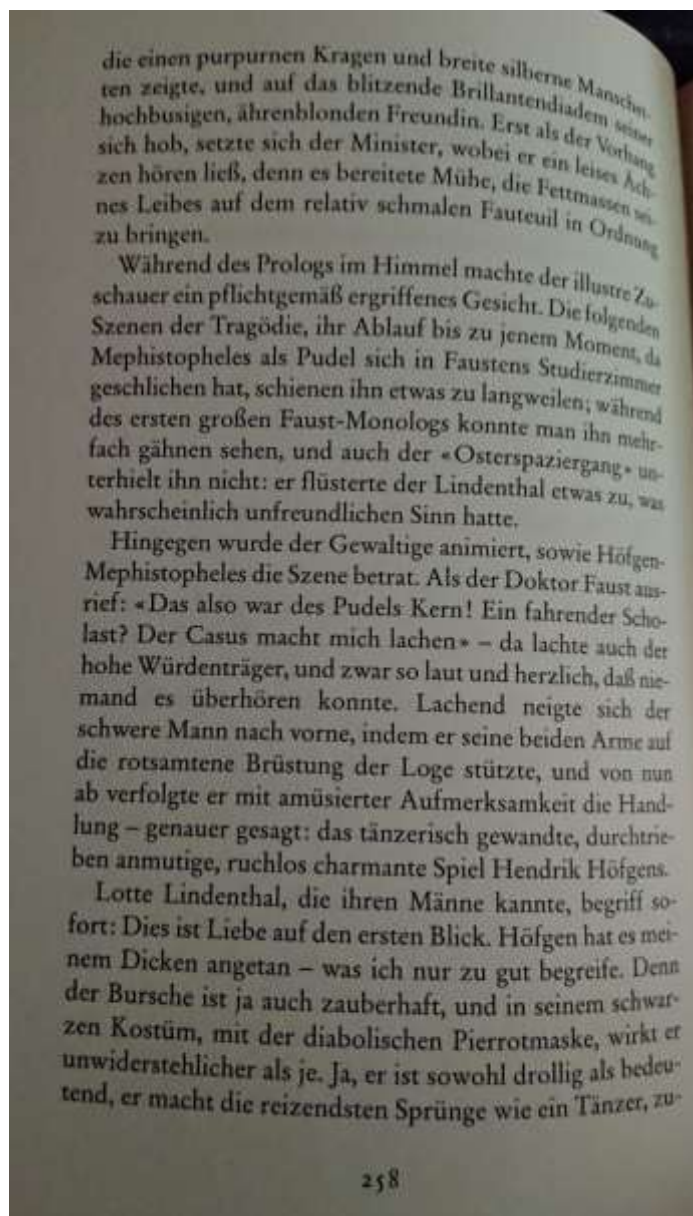 die einen purpurnen Kragen und breite silberne Manschet-
ten zeigte, und auf das blitzende Brillantendiadem seiner
hochbusigen, ährenblonden Freundin. Erst als der Vorhang
sich hob, setzte sich der Minister, wobei er ein leises Äch-
zen hören ließ, denn es bereitete Mühe, die Fettmassen sei-
nes Leibes auf dem relativ schmalen Fauteuil in Ordnung
zu bringen.
Während des Prologs im Himmel machte der illustre Zu-
schauer ein pflichtgemäß ergriffenes Gesicht. Die folgenden
Szenen der Tragödie, ihr Ablauf bis zu jenem Moment, da
Mephistopheles als Pudel sich in Faustens Studierzimmer
geschlichen hat, schienen ihn etwas zu langweilen; während
des ersten großen Faust-Monologs konnte man ihn mehr-
fach gähnen sehen, und auch der «Osterspaziergang» un-
terhielt ihn nicht: er flüsterte der Lindenthal etwas zu, was
wahrscheinlich unfreundlichen Sinn hatte.
Hingegen wurde der Gewaltige animiert, sowie Höfgen-
Mephistopheles die Szene betrat. Als der Doktor Faust aus-
rief: «Das also war des Pudels Kern! Ein fahrender Scho-
last? Der Casus macht mich lachen» – da lachte auch der
hohe Würdenträger, und zwar so laut und herzlich, daß nie-
mand es überhören konnte. Lachend neigte sich der
schwere Mann nach vorne, indem er seine beiden Arme auf
die rotsamtene Brüstung der Loge stützte, und von nun
ab verfolgte er mit amüsierter Aufmerksamkeit die Hand-
lung – genauer gesagt: das tänzerisch gewandte, durchtrie-
ben anmutige, ruchlos charmante Spiel Hendrik Höfgens.
Lotte Lindenthal, die ihren Männe kannte, begriff so-
fort: Dies ist Liebe auf den ersten Blick. Höfgen hat es mei-
nem Dicken angetan – was ich nur zu gut begreife. Denn
der Bursche ist ja auch zauberhaft, und in seinem schwar-
zen Kostüm, mit der diabolischen Pierrotmaske, wirkt er
unwiderstehlicher als je. Ja, er ist sowohl drollig als bedeu-
tend, er macht die reizendsten Sprünge wie ein Tänzer, zu-
258